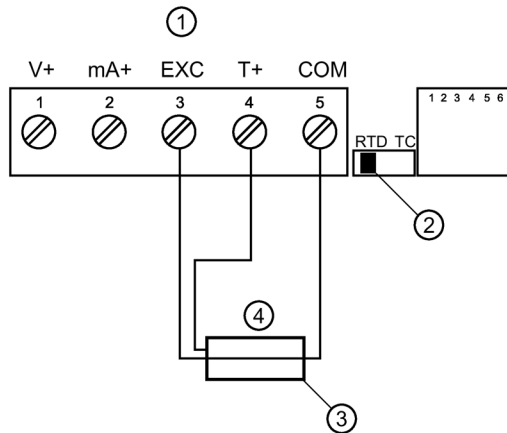 1
V+ mA+ EXC T+ COM
1 2 3 4 5
1 2 3 4 5 6
RTD TC
2
4
3